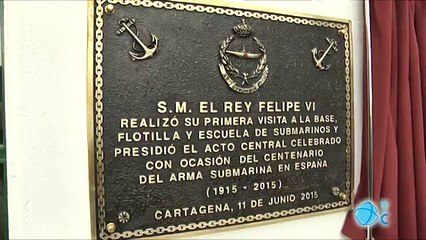 S.M. EL REY FELIPE VI
REALIZÓ SU PRIMERA VISITA A LA BASE,
FLOTILLA Y ESCUELA DE SUBMARINOS Y
PRESIDIÓ EL ACTO CENTRAL CELEBRADO
CON OCASIÓN DEL CENTENARIO
DEL ARMA SUBMARINA EN ESPAÑA
(1915 - 2015)
CARTAGENA, 11 DE JUNIO 2015